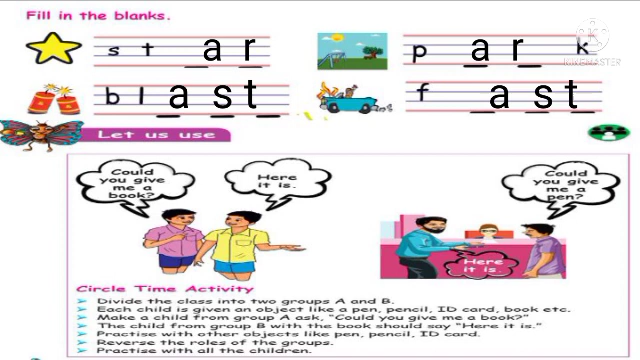 Fill in the blanks.
s t a r
p a r k
KINEMASTER
b l a s t
f a s t
Let us use
Could you give me a book?
Here it is.
Could you give me a pen?
Here it is.
Circle Time Activity
Divide the class into two groups A and B.
Each child is given an object like a pen, pencil, ID card, book etc.
Make a child from group A ask, "Could you give me a book?"
The child from group B with the book should say "Here it is."
Practise with other objects like pen, pencil, ID card.
Reverse the roles of the groups.
Practise with all the children.